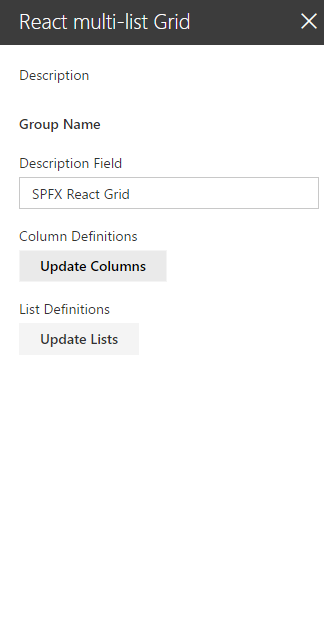 React multi-list Grid
Description
Group Name
Description Field
SPFX React Grid
Column Definitions
Update Columns
List Definitions
Update Lists